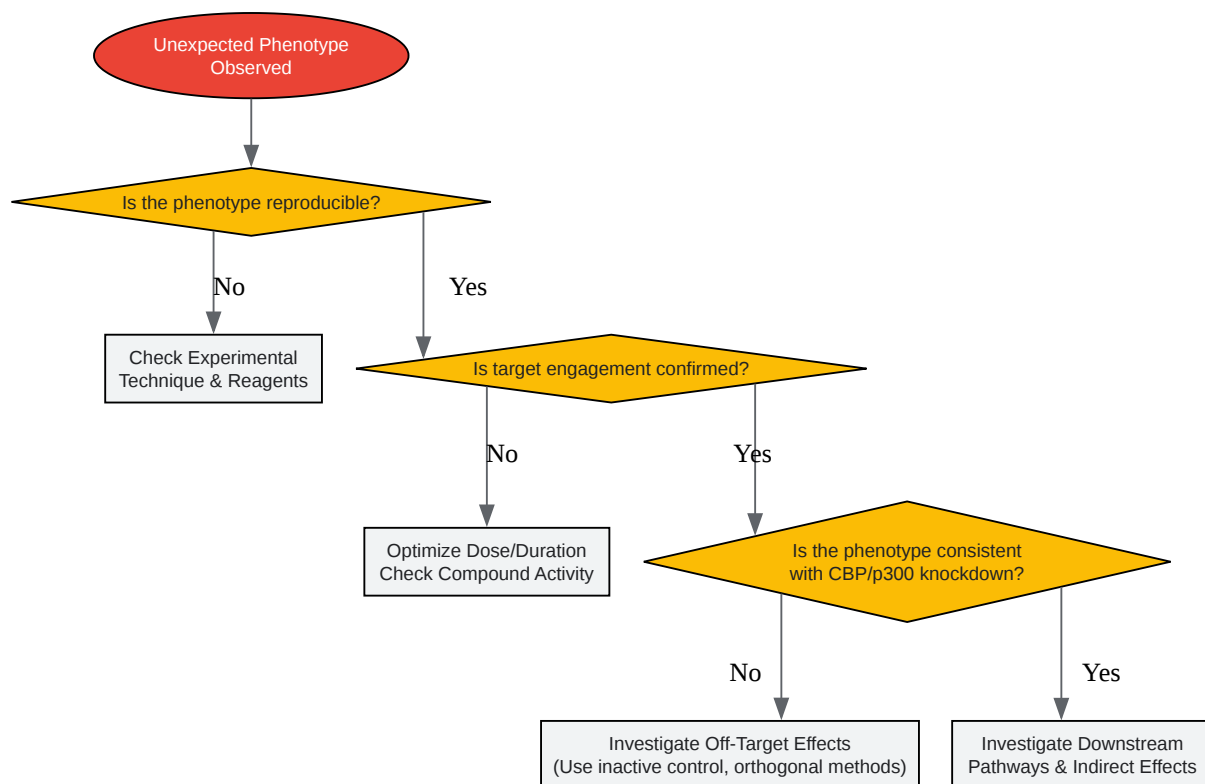 Unexpected Phenotype
Observed
Is the phenotype reproducible?
No
Yes
Check Experimental
Technique & Reagents
Is target engagement confirmed?
No
Yes
Optimize Dose/Duration
Check Compound Activity
Is the phenotype consistent
with CBP/p300 knockdown?
No
Yes
Investigate Off-Target Effects
(Use inactive control, orthogonal methods)
Investigate Downstream
Pathways & Indirect Effects